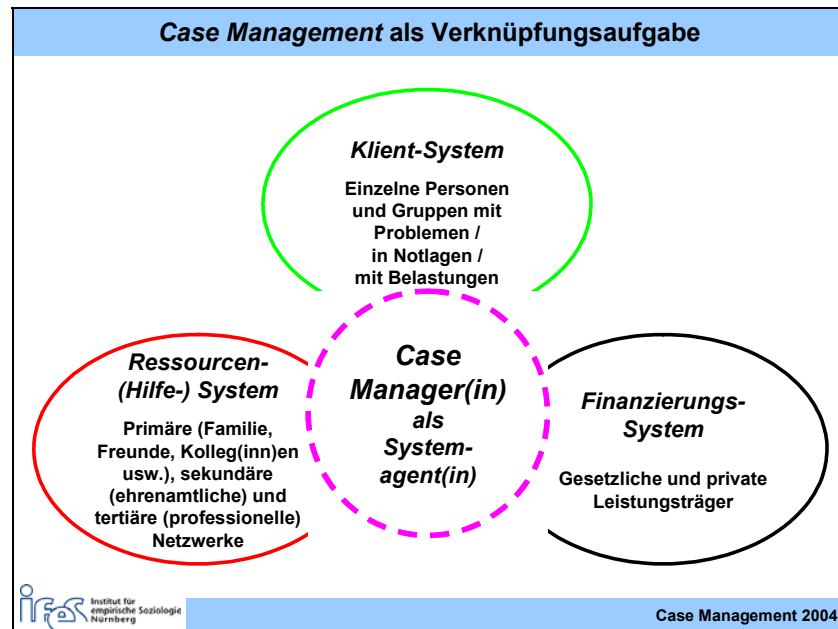 Case Management als Verknüpfungsaufgabe
Klient-System
Einzelne Personen
und Gruppen mit
Problemen /
in Notlagen /
mit Belastungen
Ressourcen-
(Hilfe-) System
Primäre (Familie,
Freunde, Kolleg(inn)en
usw.), sekundäre
(ehrenamtliche) und
tertiäre (professionelle)
Netzwerke
Case
Manager(in)
als
System-
agent(in)
Finanzierungs-
System
Gesetzliche und private
Leistungsträger
ifes
Institut für
empirische Soziologie
Nürnberg
Case Management 2004